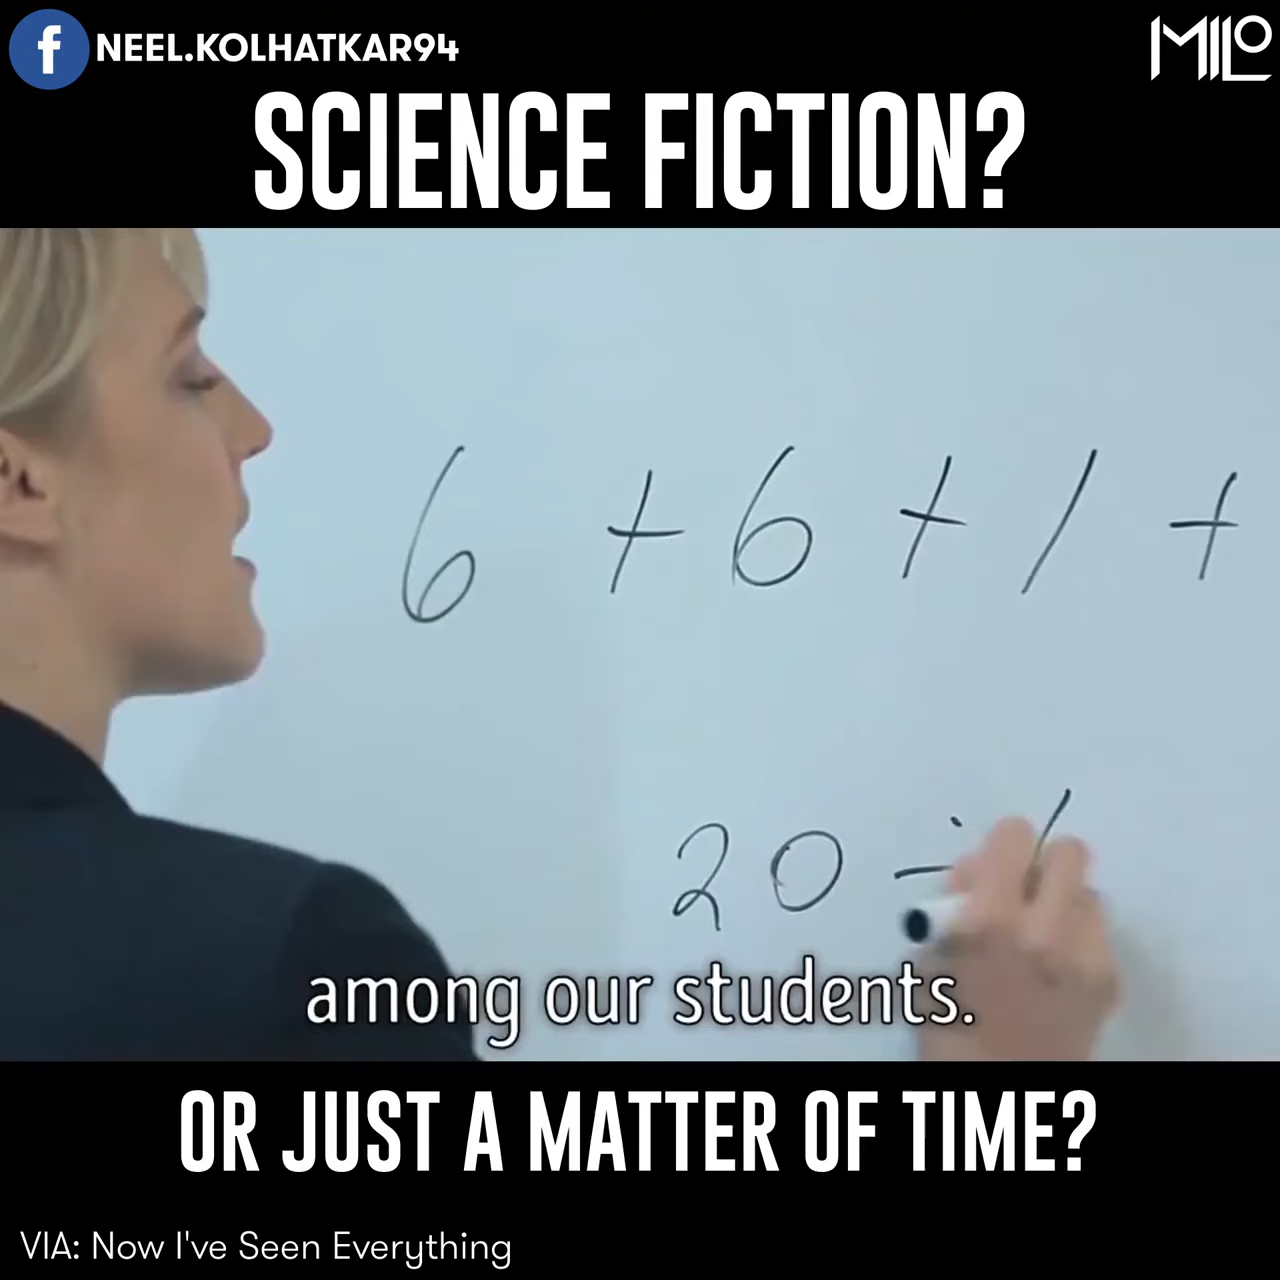 f NEEL.KOLHATKAR94
MILO
SCIENCE FICTION?
6 + 6 + 1 +
20 ÷
among our students.
OR JUST A MATTER OF TIME?
VIA: Now I've Seen Everything